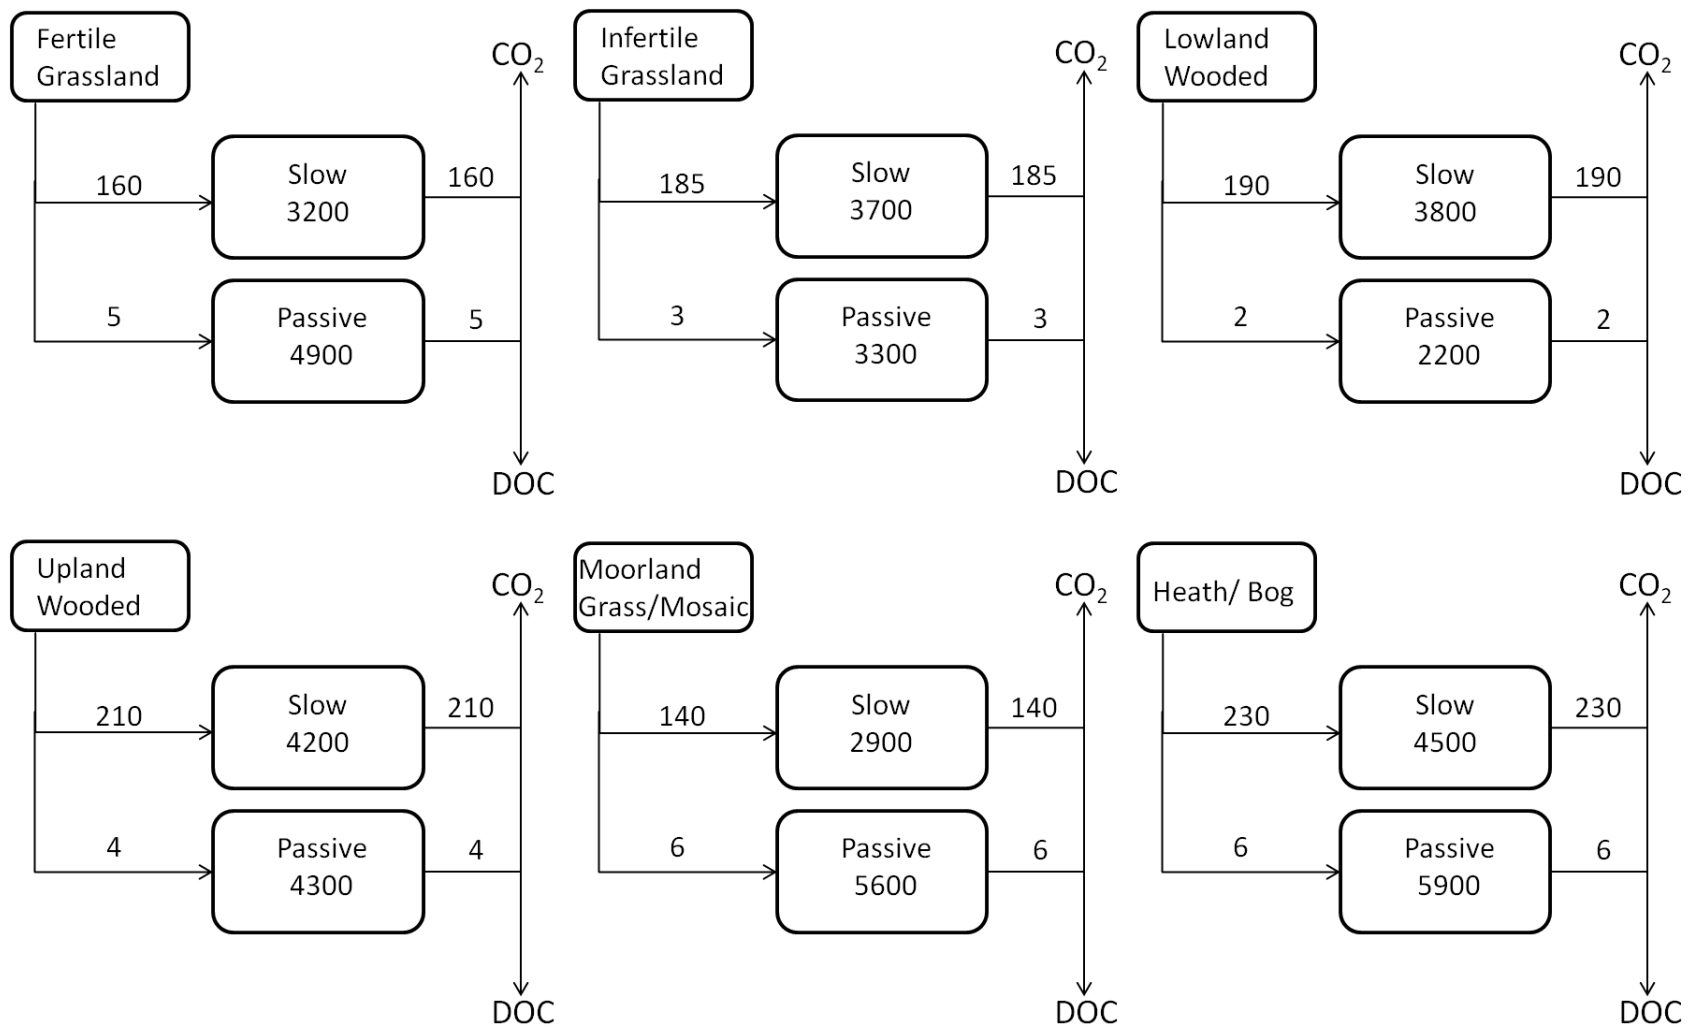 Fertile
Grassland
CO₂
160
Slow
3200
160
5
Passive
4900
5
DOC
Infertile
Grassland
CO₂
185
Slow
3700
185
3
Passive
3300
3
DOC
Lowland
Wooded
CO₂
190
Slow
3800
190
2
Passive
2200
2
DOC
Upland
Wooded
CO₂
210
Slow
4200
210
4
Passive
4300
4
DOC
Moorland
Grass/Mosaic
CO₂
140
Slow
2900
140
6
Passive
5600
6
DOC
Heath/ Bog
CO₂
230
Slow
4500
230
6
Passive
5900
6
DOC